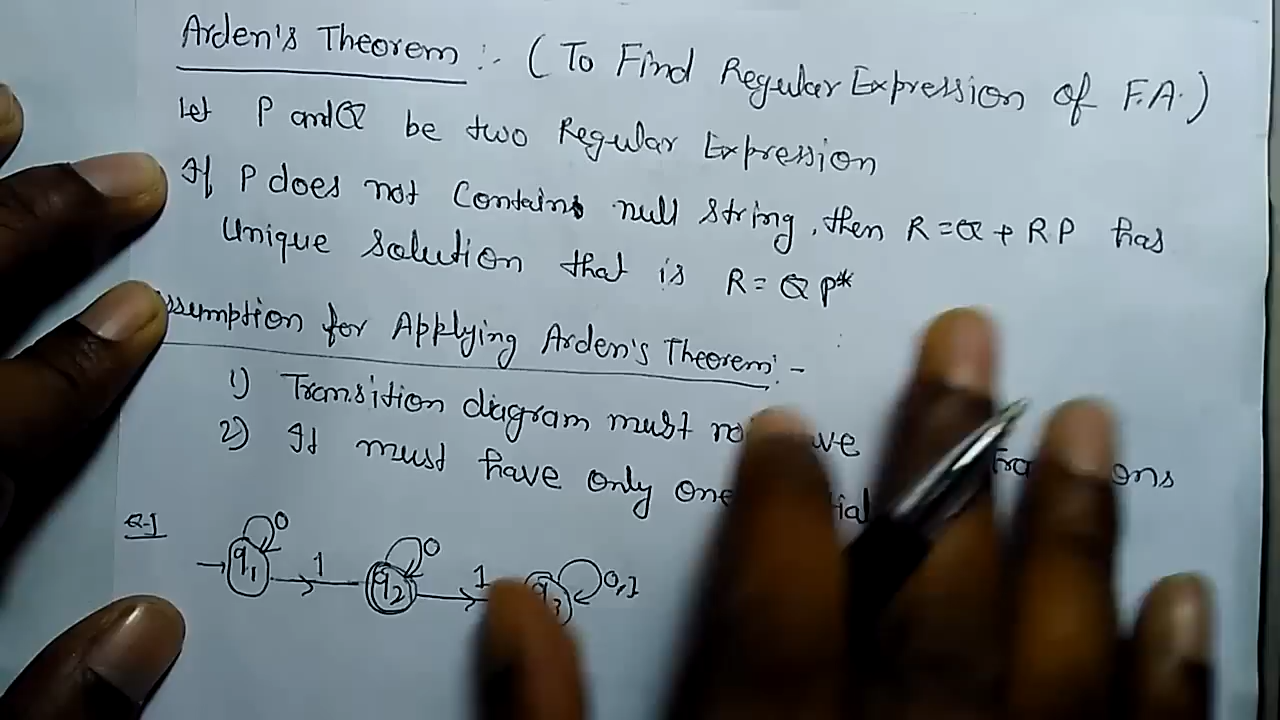 Arden's Theorem :- (To Find Regular Expression of F.A.)
Let P and Q be two Regular Expression
If P does not Contains null string, then R = Q + RP has
Unique Solution that is R = QP*
ssumption for Applying Arden's Theorem :-
1) Transition diagram must
2) It must have only one
Q-1
0 0
q1 1 q2 1 q3 0,1